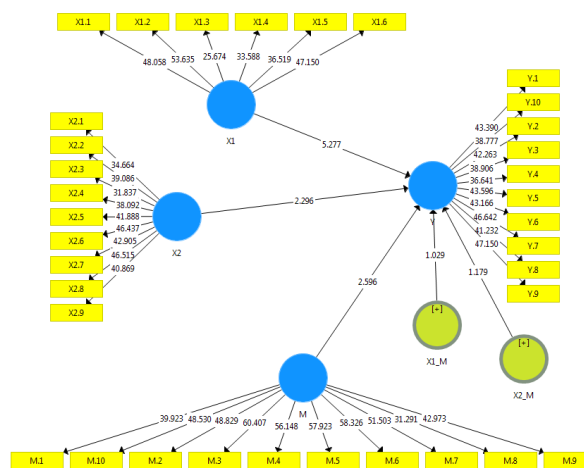 X1.1 X1.2 X1.3 X1.4 X1.5 X1.6
48.058 53.635 25.674 33.588 36.519 47.150
X1
X2.1
X2.2
X2.3
X2.4
X2.5
X2.6
X2.7
X2.8
X2.9
34.664
39.086
31.837
38.092
41.888
46.437
42.905
46.515
40.869
X2
5.277
2.296
2.596
1.029
1.179
Y
43.390
38.777
42.263
38.906
36.641
43.596
43.166
46.642
41.232
47.150
Y.1
Y.10
Y.2
Y.3
Y.4
Y.5
Y.6
Y.7
Y.8
Y.9
[+]
X1_M
[+]
X2_M
M
39.923 48.530 48.829 60.407 56.148 57.923 58.326 51.503 31.291 42.973
M.1 M.10 M.2 M.3 M.4 M.5 M.6 M.7 M.8 M.9